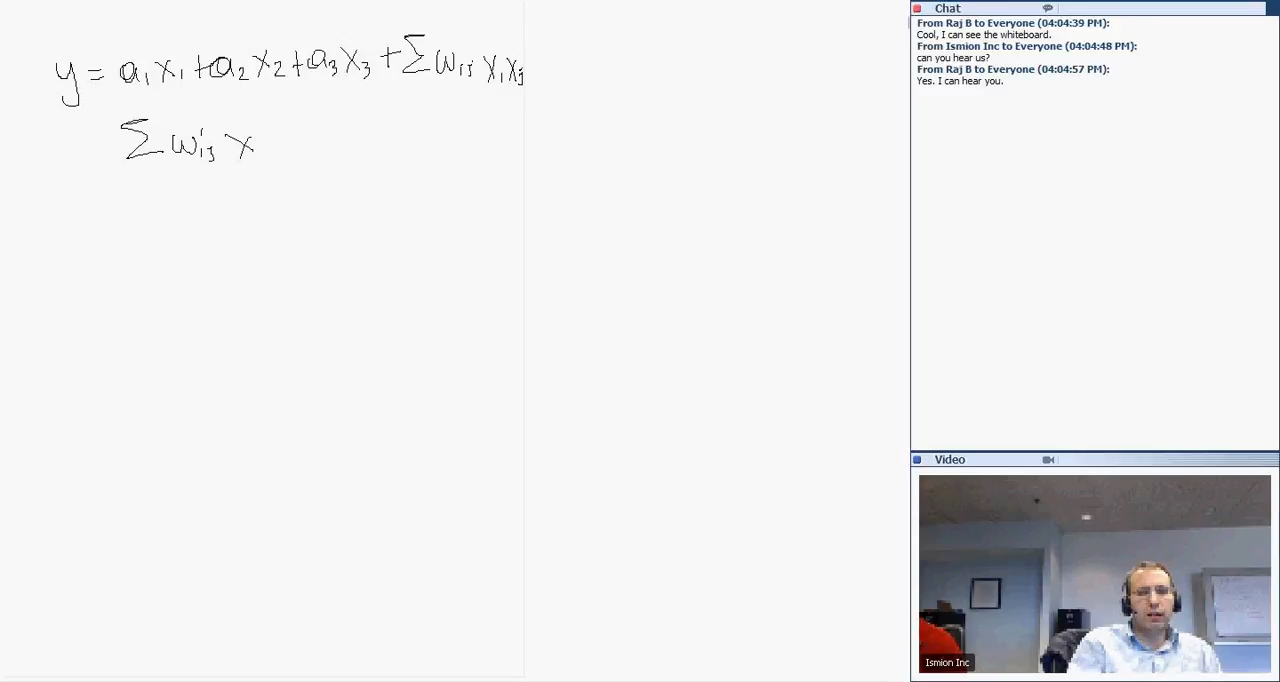 y = a₁x₁ + a₂x₂ + a₃x₃ + Σ wᵢⱼ xᵢxⱼ
Σ w'ᵢⱼ x
Chat
From Raj B to Everyone (04:04:39 PM):
Cool, I can see the whiteboard.
From Ismion Inc to Everyone (04:04:48 PM):
can you hear us?
From Raj B to Everyone (04:04:57 PM):
Yes. I can hear you.
Video
Ismion Inc